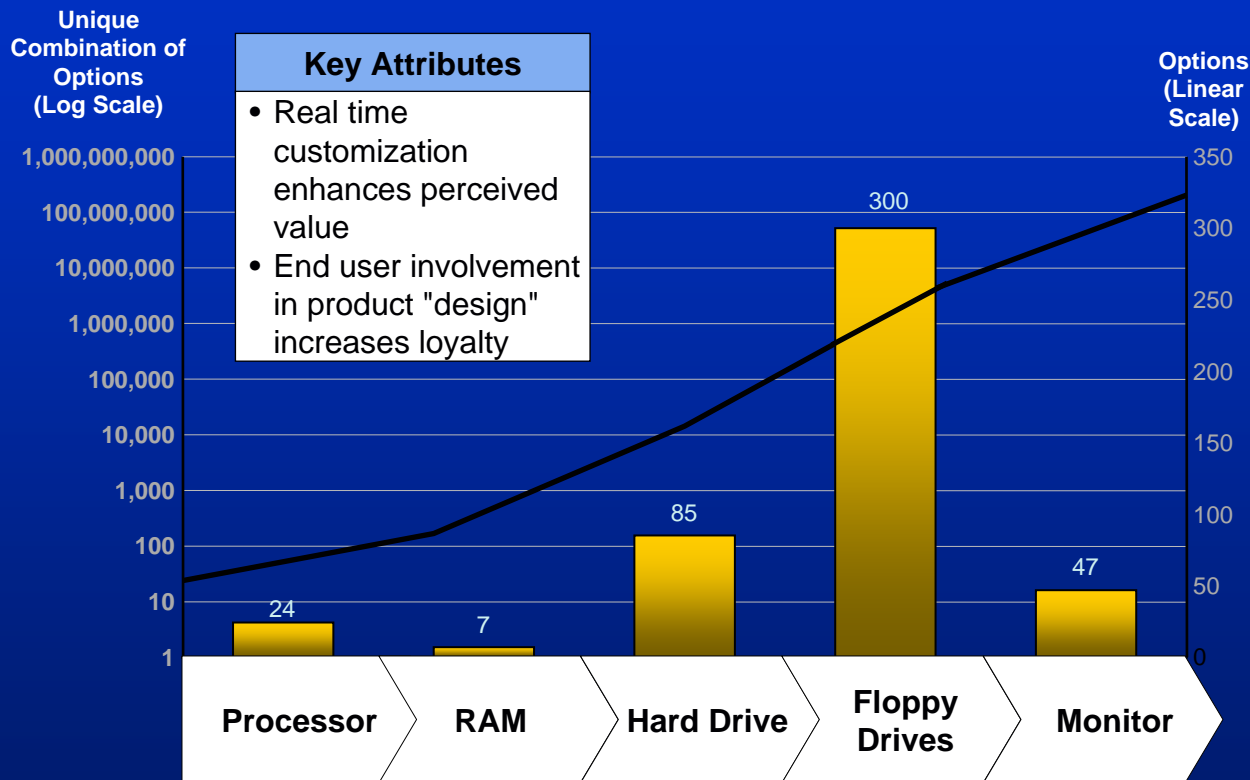 Unique
Combination of
Options
(Log Scale)
Key Attributes
• Real time
customization
enhances perceived
value
• End user involvement
in product "design"
increases loyalty
Options
(Linear
Scale)
1,000,000,000
100,000,000
10,000,000
1,000,000
100,000
10,000
1,000
100
10
1
24
7
85
300
47
350
300
250
200
150
100
50
0
Processor
RAM
Hard Drive
Floppy
Drives
Monitor